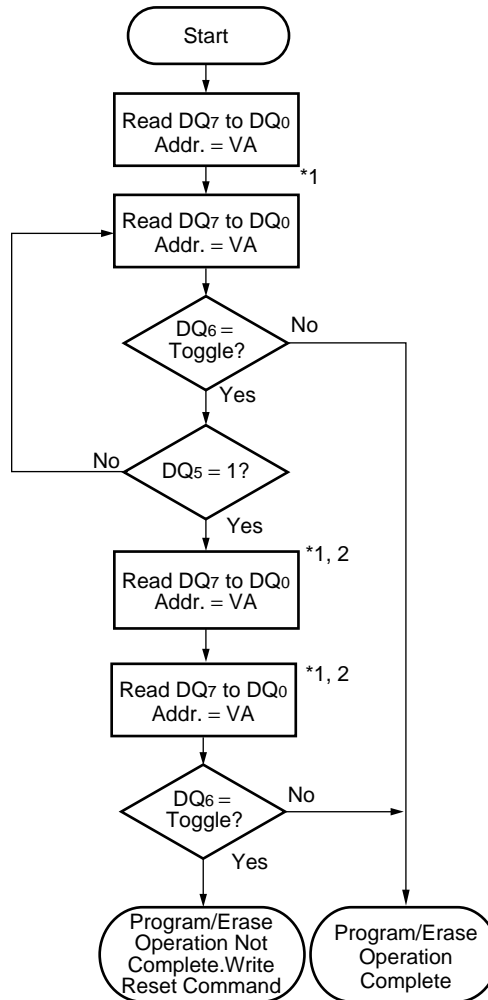 Start
Read DQ7 to DQ0
Addr. = VA
*1
Read DQ7 to DQ0
Addr. = VA
DQ6 =
Toggle?
No
Yes
No
DQ5 = 1?
Yes
*1, 2
Read DQ7 to DQ0
Addr. = VA
*1, 2
Read DQ7 to DQ0
Addr. = VA
DQ6 =
Toggle?
No
Yes
Program/Erase
Operation Not
Complete.Write
Reset Command
Program/Erase
Operation
Complete